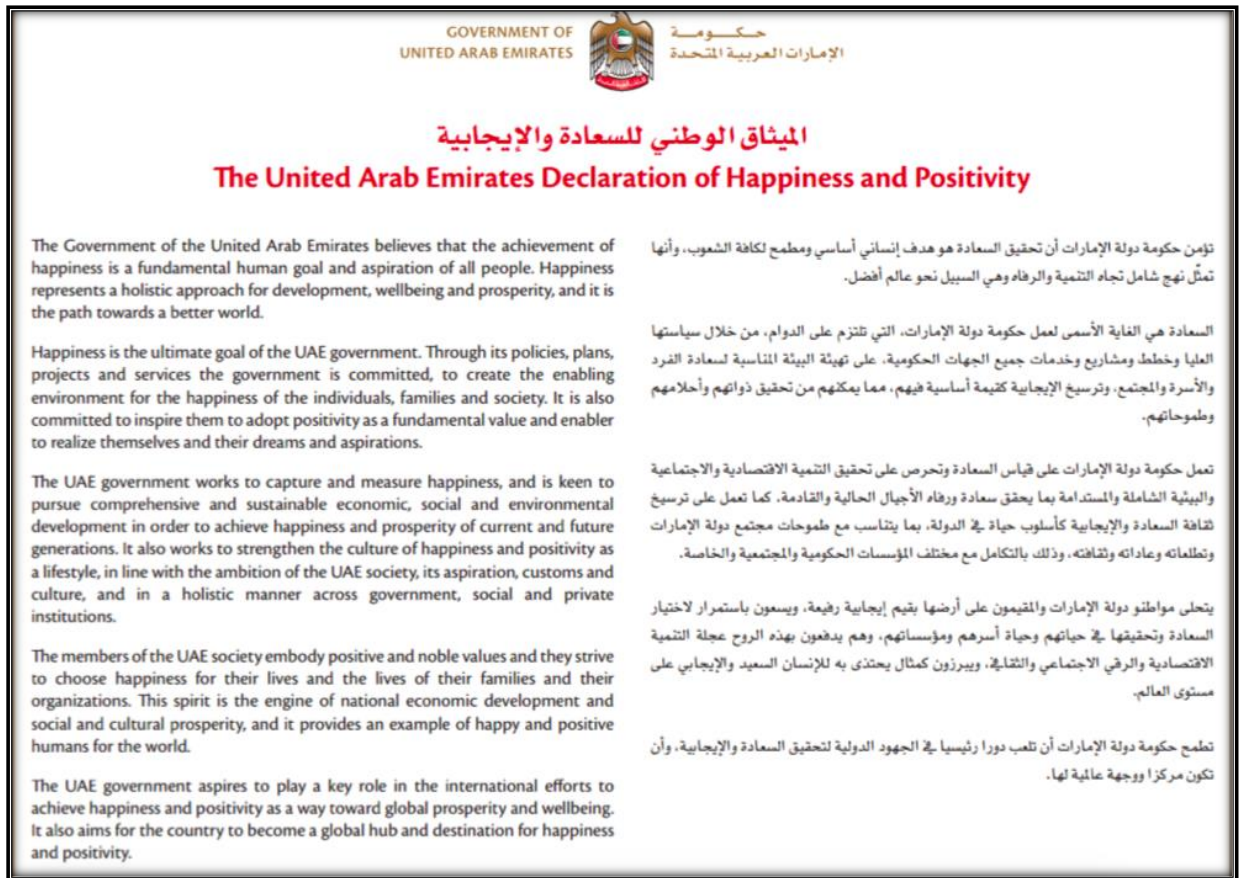 GOVERNMENT OF
UNITED ARAB EMIRATES
حكومة
الإمارات العربية المتحدة
الميثاق الوطني للسعادة والإيجابية
The United Arab Emirates Declaration of Happiness and Positivity
The Government of the United Arab Emirates believes that the achievement of
happiness is a fundamental human goal and aspiration of all people. Happiness
represents a holistic approach for development, wellbeing and prosperity, and it is
the path towards a better world.
Happiness is the ultimate goal of the UAE government. Through its policies, plans,
projects and services the government is committed, to create the enabling
environment for the happiness of the individuals, families and society. It is also
committed to inspire them to adopt positivity as a fundamental value and enabler
to realize themselves and their dreams and aspirations.
The UAE government works to capture and measure happiness, and is keen to
pursue comprehensive and sustainable economic, social and environmental
development in order to achieve happiness and prosperity of current and future
generations. It also works to strengthen the culture of happiness and positivity as
a lifestyle, in line with the ambition of the UAE society, its aspiration, customs and
culture, and in a holistic manner across government, social and private
institutions.
The members of the UAE society embody positive and noble values and they strive
to choose happiness for their lives and the lives of their families and their
organizations. This spirit is the engine of national economic development and
social and cultural prosperity, and it provides an example of happy and positive
humans for the world.
The UAE government aspires to play a key role in the international efforts to
achieve happiness and positivity as a way toward global prosperity and wellbeing.
It also aims for the country to become a global hub and destination for happiness
and positivity.
تؤمن حكومة دولة الإمارات أن تحقيق السعادة هو هدف إنساني أساسي ومطمح لكافة الشعوب، وأنها
تمثّل نهج شامل تجاه التنمية والرفاه وهي السبيل نحو عالم أفضل.
السعادة هي الغاية الأسمى لعمل حكومة دولة الإمارات، التي تلتزم على الدوام، من خلال سياستها
العليا وخطط ومشاريع وخدمات جميع الجهات الحكومية، على تهيئة البيئة المناسبة لسعادة الفرد
والأسرة والمجتمع، وترسيخ الإيجابية كقيمة أساسية فيهم، مما يمكنهم من تحقيق ذواتهم وأحلامهم
وطموحاتهم.
تعمل حكومة دولة الإمارات على قياس السعادة وتحرص على تحقيق التنمية الاقتصادية والاجتماعية
والبيئية الشاملة والمستدامة بما يحقق سعادة ورفاه الأجيال الحالية والقادمة. كما تعمل على ترسيخ
ثقافة السعادة والإيجابية كأسلوب حياة في الدولة، بما يتناسب مع طموحات مجتمع دولة الإمارات
وتطلعاته وعاداته وثقافته، وذلك بالتكامل مع مختلف المؤسسات الحكومية والمجتمعية والخاصة.
يتحلى مواطنو دولة الإمارات والمقيمون على أرضها بقيم إيجابية رفيعة، ويسعون باستمرار لاختيار
السعادة وتحقيقها في حياتهم وحياة أسرهم ومؤسساتهم، وهم يدفعون بهذه الروح عجلة التنمية
الاقتصادية والرقي الاجتماعي والثقافي، ويبرزون كمثال يحتذى به للإنسان السعيد والإيجابي على
مستوى العالم.
تطمح حكومة دولة الإمارات أن تلعب دورا رئيسيا في الجهود الدولية لتحقيق السعادة والإيجابية، وأن
تكون مركزا ووجهة عالمية لها.